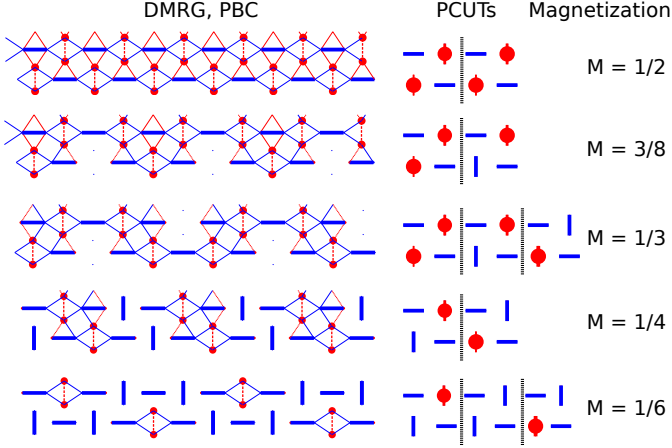 DMRG, PBC PCUTs Magnetization
M = 1/2
M = 3/8
M = 1/3
M = 1/4
M = 1/6